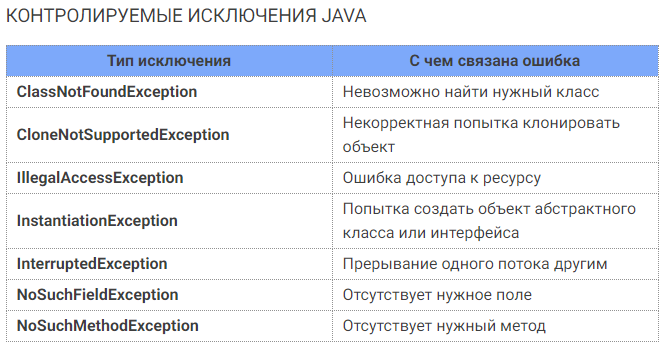 КОНТРОЛИРУЕМЫЕ ИСКЛЮЧЕНИЯ JAVA
Тип исключения С чем связана ошибка
ClassNotFoundException Невозможно найти нужный класс
CloneNotSupportedException Некорректная попытка клонировать
объект
IllegalAccessException Ошибка доступа к ресурсу
InstantiationException Попытка создать объект абстрактного
класса или интерфейса
InterruptedException Прерывание одного потока другим
NoSuchFieldException Отсутствует нужное поле
NoSuchMethodException Отсутствует нужный метод